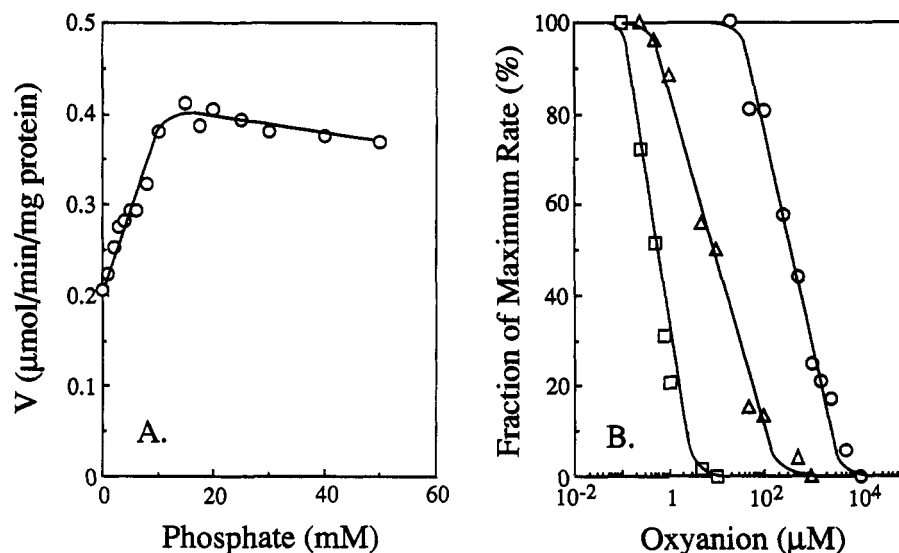 0.5
0.4
0.3
0.2
0.1
0
V (μmol/min/mg protein)
A.
0 20 40 60
Phosphate (mM)
100
80
60
40
20
0
Fraction of Maximum Rate (%)
B.
10-2 1 102 104
Oxyanion (μM)